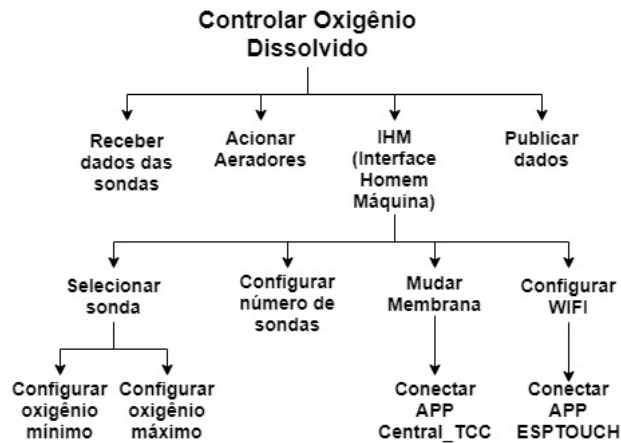 Controlar Oxigênio
Dissolvido
Receber
dados das
sondas
Acionar
Aeradores
IHM
(Interface
Homem
Máquina)
Publicar
dados
Selecionar
sonda
Configurar
número de
sondas
Mudar
Membrana
Configurar
WIFI
Configurar
oxigênio
mínimo
Configurar
oxigênio
máximo
Conectar
APP
Central_TCC
Conectar
APP
ESPTOUCH